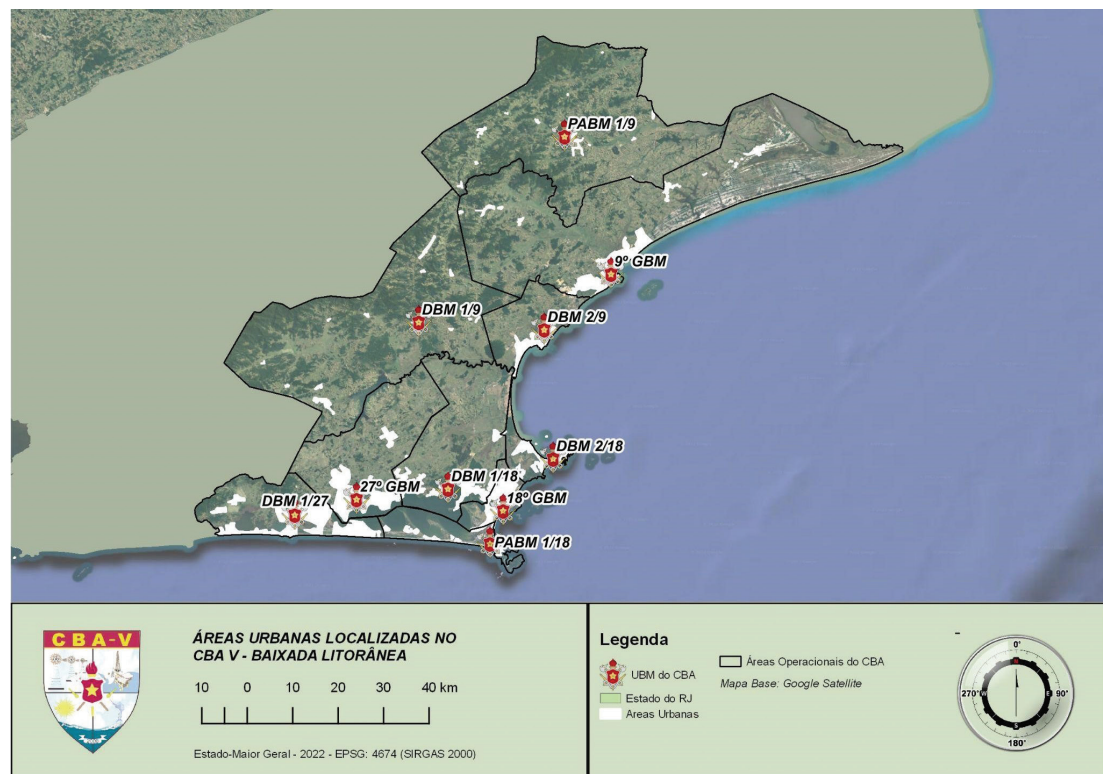 PABM 1/9
9º GBM
DBM 1/9
DBM 2/9
DBM 2/18
DBM 1/18
27º GBM
18º GBM
DBM 1/27
PABM 1/18
CBA-V
ÁREAS URBANAS LOCALIZADAS NO
CBA V - BAIXADA LITORÂNEA
10 0 10 20 30 40 km
Estado-Maior Geral - 2022 - EPSG: 4674 (SIRGAS 2000)
Legenda
UBM do CBA
Estado do RJ
Areas Urbanas
Áreas Operacionais do CBA
Mapa Base: Google Satellite
0°
270°
90°
180°
N
W
E
S